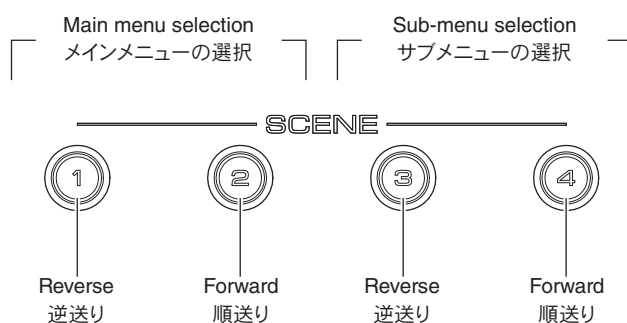 Main menu selection
メインメニューの選択
Sub-menu selection
サブメニューの選択
SCENE
1 2 3 4
Reverse Forward Reverse Forward
逆送り 順送り 逆送り 順送り